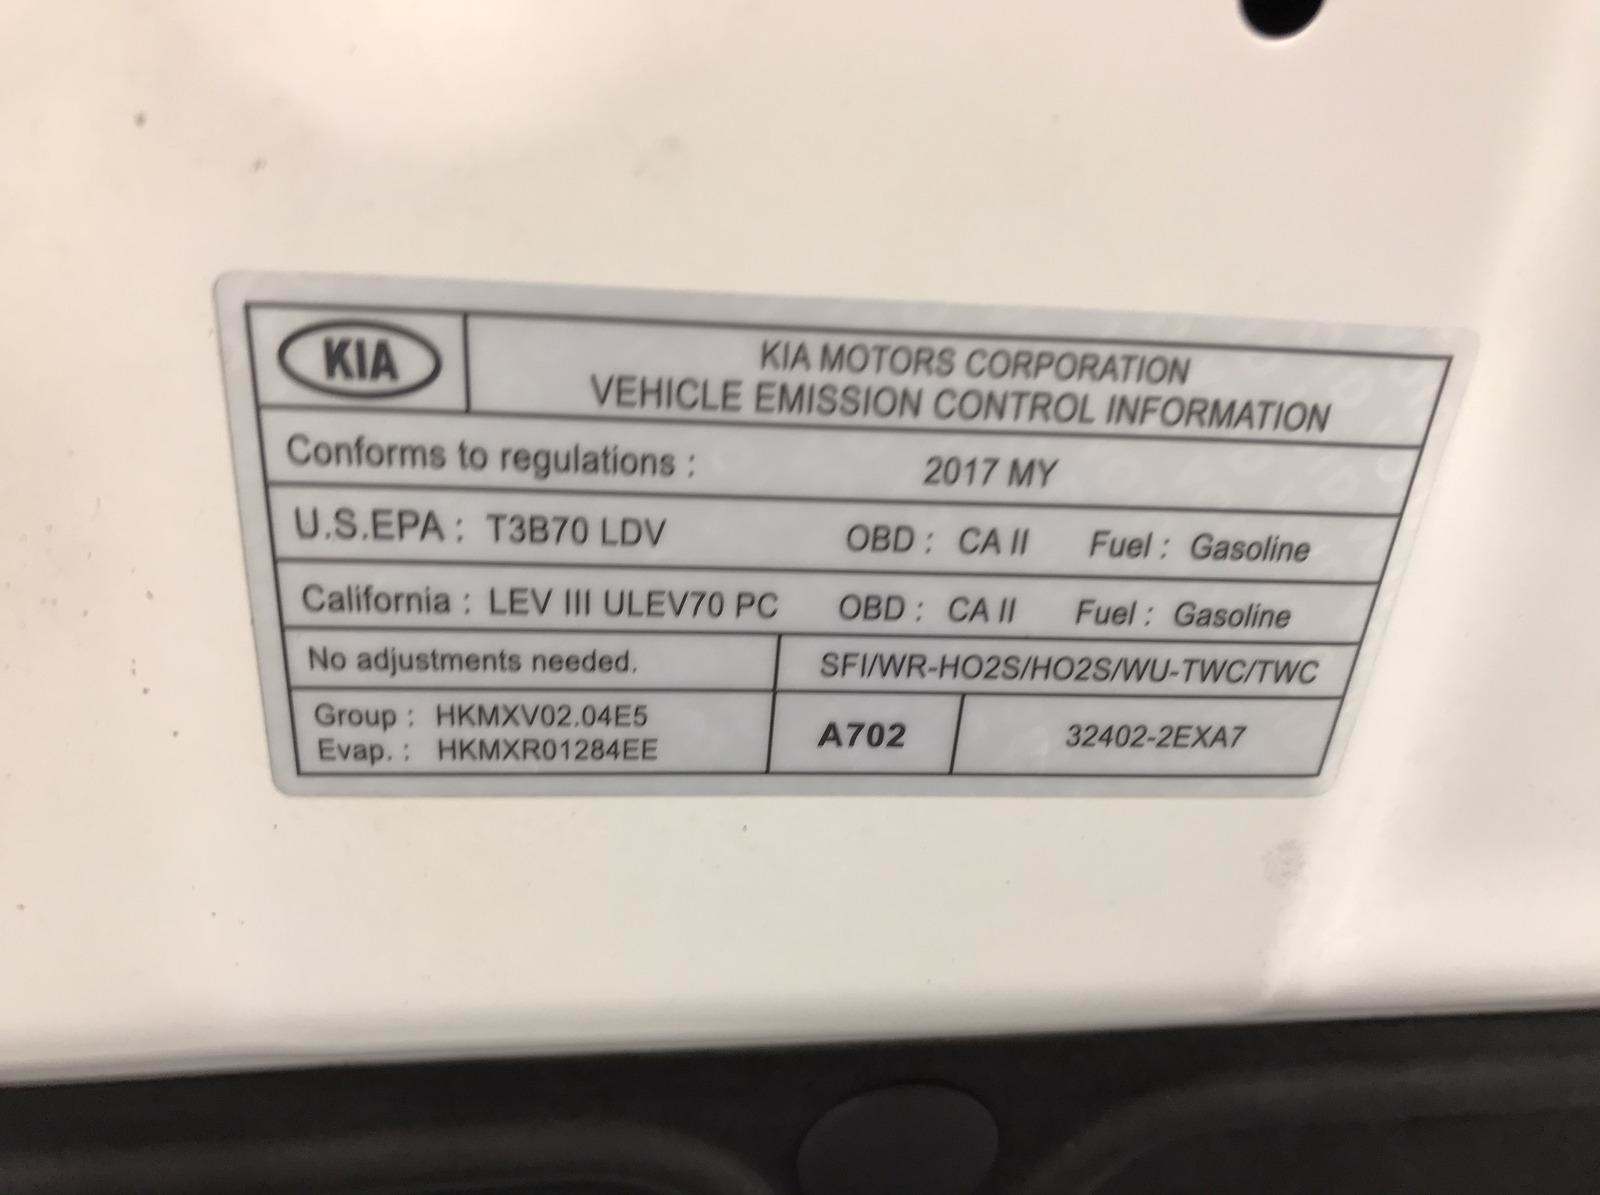 KIA
KIA MOTORS CORPORATION
VEHICLE EMISSION CONTROL INFORMATION
Conforms to regulations : 2017 MY
U.S.EPA : T3B70 LDV OBD : CA II Fuel : Gasoline
California : LEV III ULEV70 PC OBD : CA II Fuel : Gasoline
No adjustments needed. SFI/WR-HO2S/HO2S/WU-TWC/TWC
Group : HKMXV02.04E5
Evap. : HKMXR01284EE
A702
32402-2EXA7